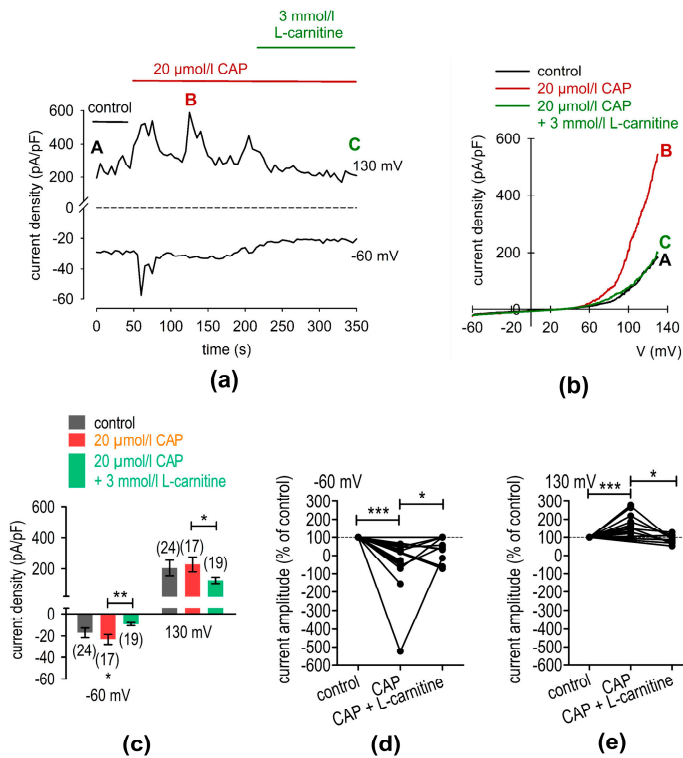 3 mmol/l
L-carnitine
20 µmol/l CAP
control
A
B
C
130 mV
-60 mV
current density (pA/pF)
600
400
200
0
-20
-40
-60
0 50 100 150 200 250 300 350
time (s)
(a)
control
20 µmol/l CAP
20 µmol/l CAP
+ 3 mmol/l L-carnitine
current density (pA/pF)
600
400
200
0
B
C
A
-60 -20 20 60 100 140
V (mV)
(b)
control
20 µmol/l CAP
20 µmol/l CAP
+ 3 mmol/l L-carnitine
current density (pA/pF)
600
400
200
0
-20
-40
-60
*
(24) (17) (19)
130 mV
**
(24) (17) (19)
*
-60 mV
(c)
-60 mV
*** *
current amplitude (% of control)
300
200
100
0
-100
-200
-300
-400
-500
-600
control
CAP
CAP + L-carnitine
(d)
130 mV
*** *
current amplitude (% of control)
300
200
100
0
-100
-200
-300
-400
-500
-600
control
CAP
CAP + L-carnitine
(e)